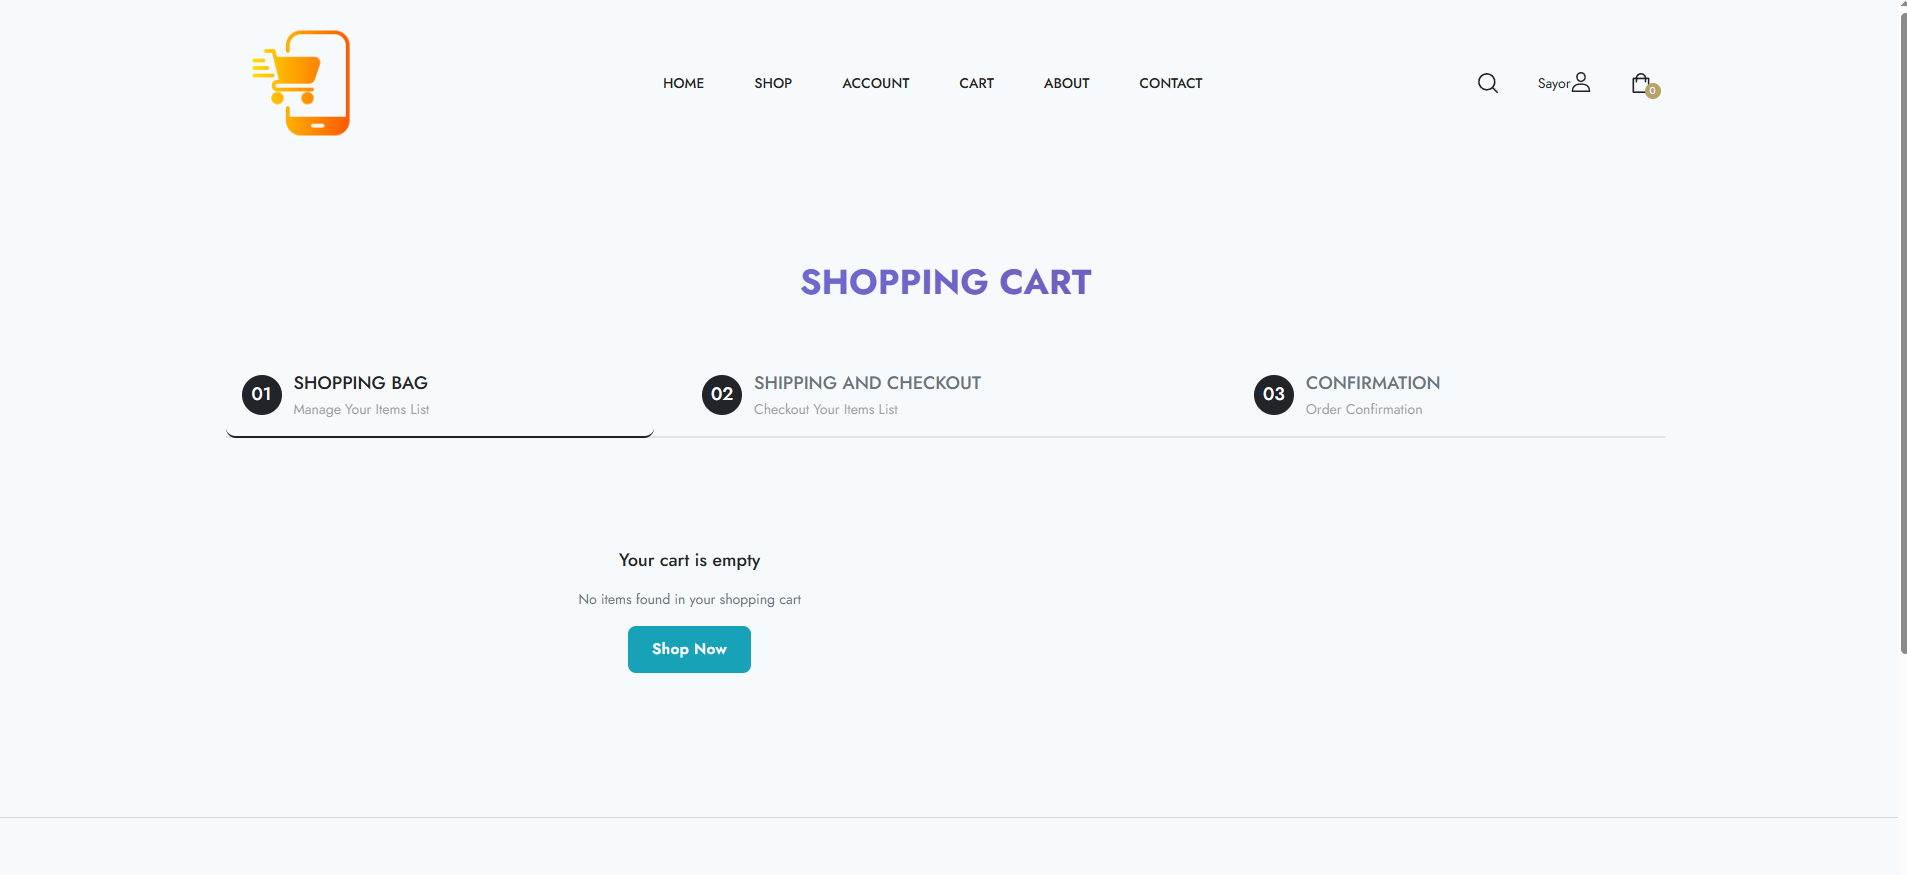 HOME SHOP ACCOUNT CART ABOUT CONTACT Sayor 0
SHOPPING CART
01 SHOPPING BAG
Manage Your Items List
02 SHIPPING AND CHECKOUT
Checkout Your Items List
03 CONFIRMATION
Order Confirmation
Your cart is empty
No items found in your shopping cart
Shop Now